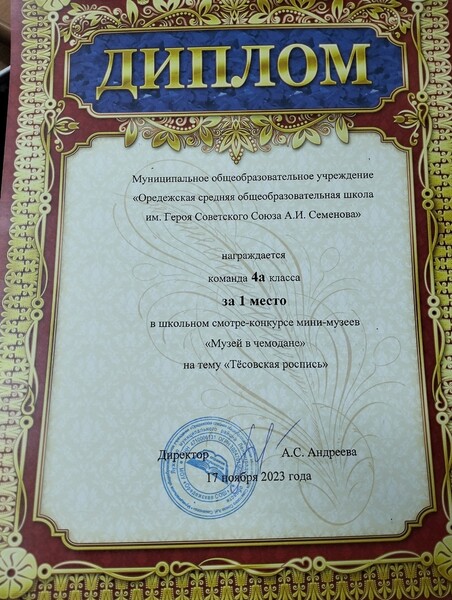 ДИПЛОМ
Муниципальное общеобразовательное учреждение
«Оредежская средняя общеобразовательная школа
им. Героя Советского Союза А.И. Семенова»
награждается
команда 4а класса
за 1 место
в школьном смотре-конкурсе мини-музеев
«Музей в чемодане»
на тему «Тёсовская роспись»
Директор А.С. Андреева
17 ноября 2023 года